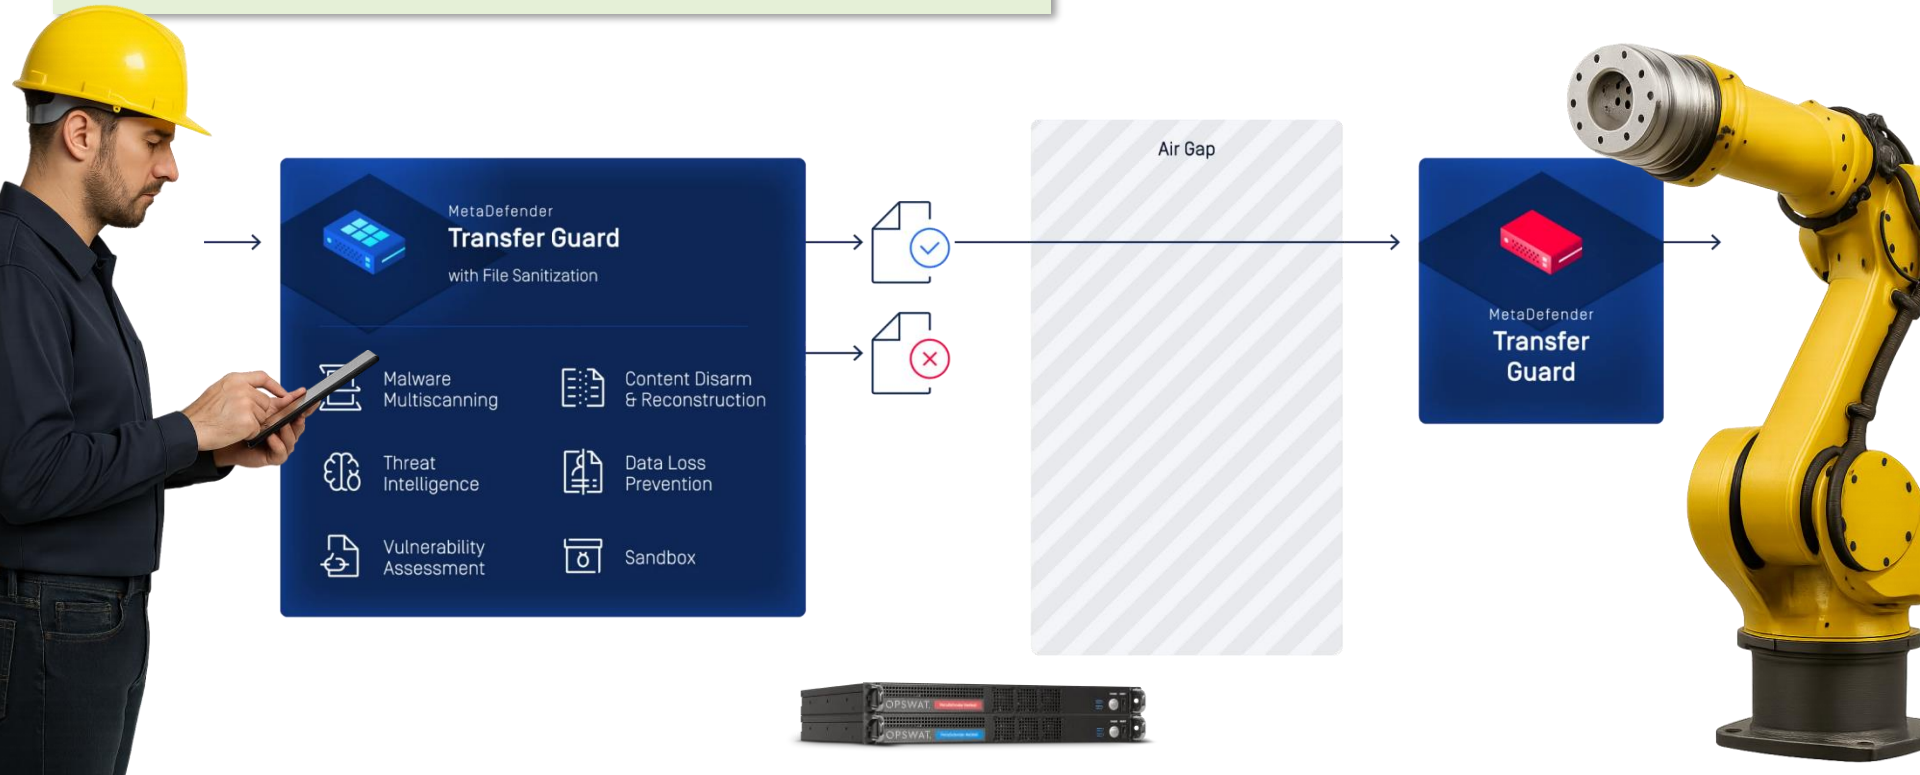 Air Gap
MetaDefender
Transfer Guard
with File Sanitization
Malware
Multiscanning
Content Disarm
& Reconstruction
Threat
Intelligence
Data Loss
Prevention
Vulnerability
Assessment
Sandbox
MetaDefender
Transfer
Guard
OPSWAT.
OPSWAT.